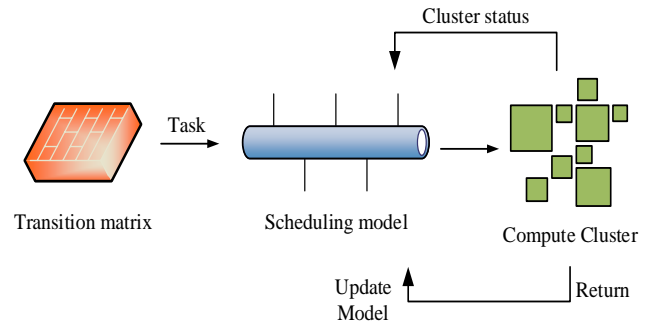 Cluster status
Task
Transition matrix
Scheduling model
Compute Cluster
Update
Model
Return